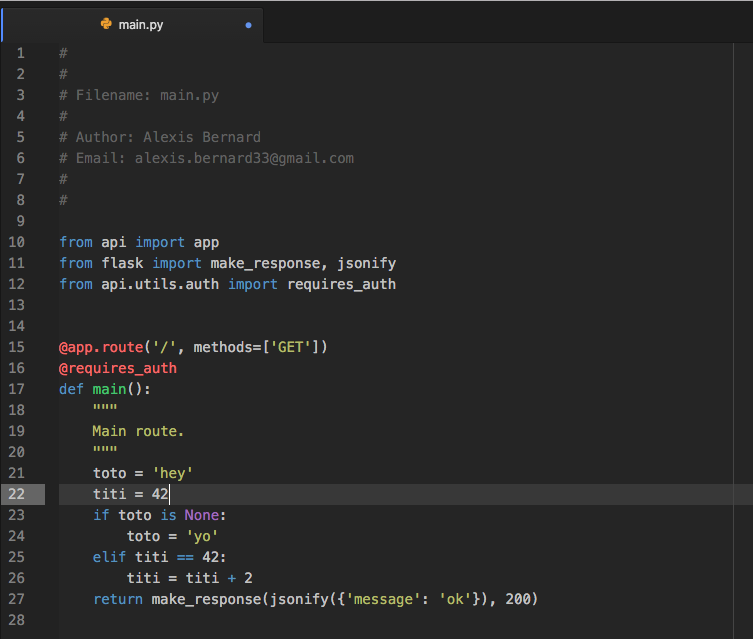 main.py
1 #
2 #
3 # Filename: main.py
4 #
5 # Author: Alexis Bernard
6 # Email: alexis.bernard33@gmail.com
7 #
8 #
9
10 from api import app
11 from flask import make_response, jsonify
12 from api.utils.auth import requires_auth
13
14
15 @app.route('/', methods=['GET'])
16 @requires_auth
17 def main():
18     """
19     Main route.
20     """
21     toto = 'hey'
22     titi = 42
23     if toto is None:
24         toto = 'yo'
25     elif titi == 42:
26         titi = titi + 2
27     return make_response(jsonify({'message': 'ok'}), 200)
28